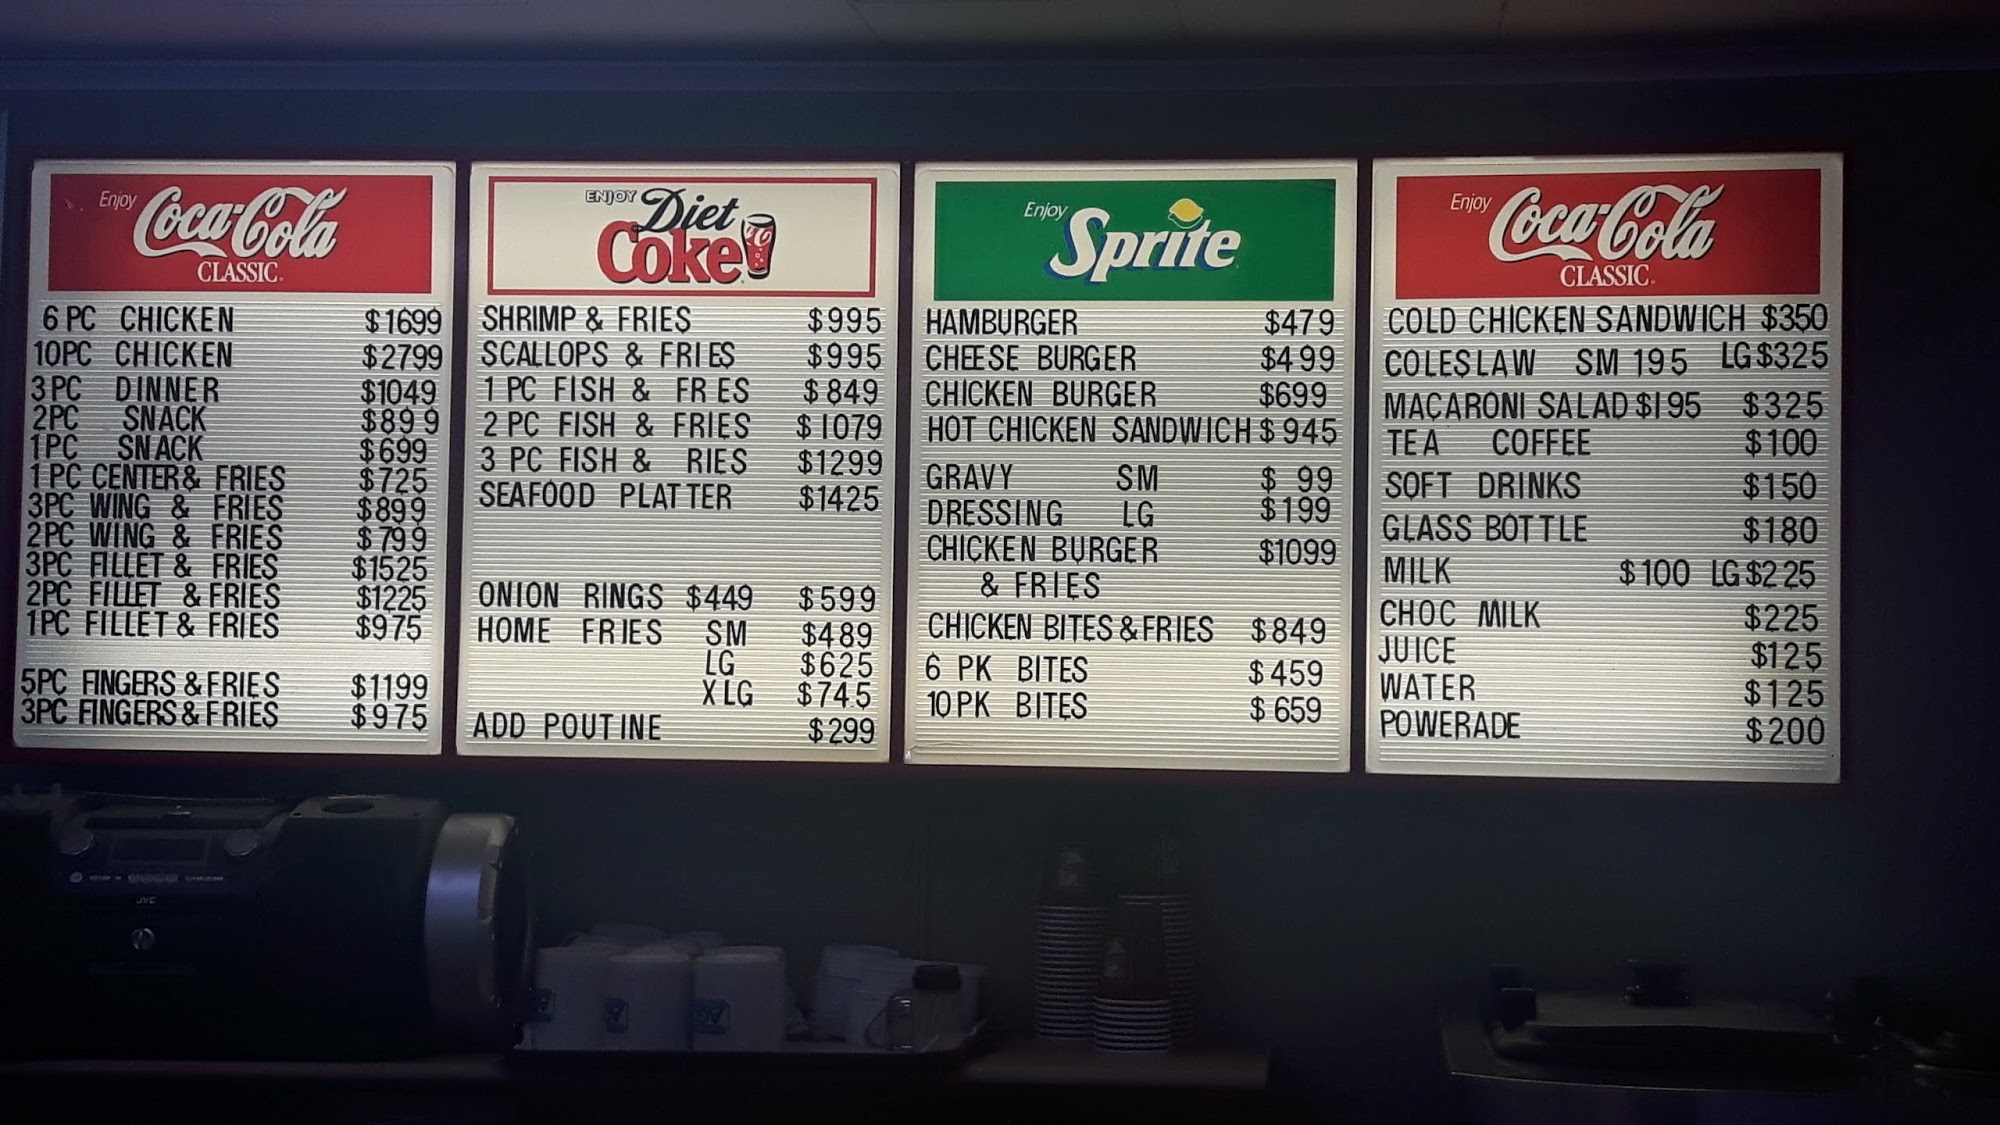 Enjoy
Coca-Cola
CLASSIC
6 PC CHICKEN $1699
10PC CHICKEN $2799
3PC DINNER $1049
2PC SNACK $899
1PC SNACK $699
1PC CENTER & FRIES $725
3PC WING & FRIES $899
2PC WING & FRIES $799
3PC FILLET & FRIES $1525
2PC FILLET & FRIES $1225
1PC FILLET & FRIES $975
5PC FINGERS & FRIES $1199
3PC FINGERS & FRIES $975
ENJOY Diet
Coke
SHRIMP & FRIES $995
SCALLOPS & FRIES $995
1 PC FISH & FR ES $849
2 PC FISH & FRIES $1079
3 PC FISH & RIES $1299
SEAFOOD PLATTER $1425
ONION RINGS $449 $599
HOME FRIES SM $489
LG $625
XLG $74.5
ADD POUTINE $299
Enjoy
Sprite
HAMBURGER $479
CHEESE BURGER $499
CHICKEN BURGER $699
HOT CHICKEN SANDWICH $945
GRAVY SM $ 99
DRESSING LG $199
CHICKEN BURGER $1099
& FRIES
CHICKEN BITES & FRIES $849
6 PK BITES $459
10PK BITES $659
Enjoy
Coca-Cola
CLASSIC
COLD CHICKEN SANDWICH $350
COLESLAW SM 195 LG $325
MACARONI SALAD $195 $325
TEA COFFEE $100
SOFT DRINKS $150
GLASS BOTTLE $180
MILK $100 LG $225
CHOC MILK $225
JUICE $125
WATER $125
POWERADE $200
JVC